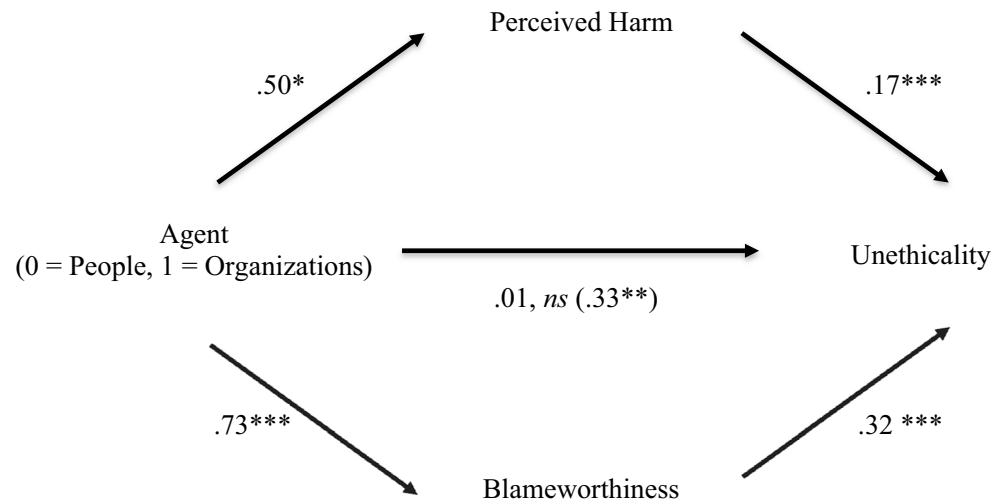 Perceived Harm
.50*
.17***
Agent
(0 = People, 1 = Organizations)
Unethicality
.01, ns (.33**)
.73***
.32 ***
Blameworthiness